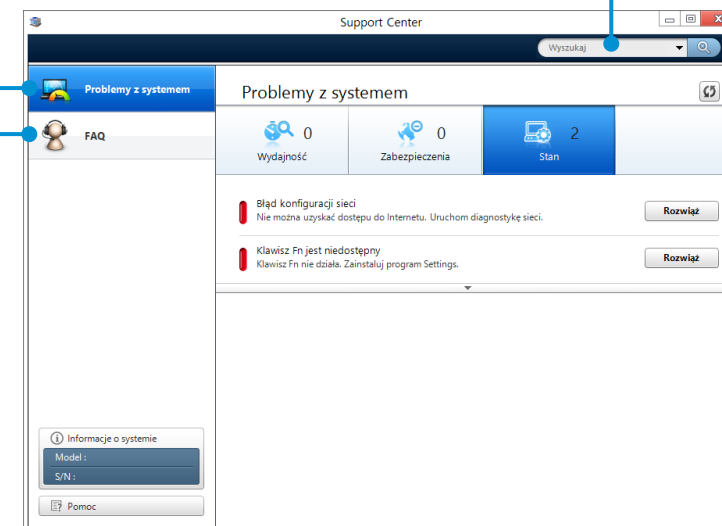 Support Center
Wyszukaj
Problemy z systemem
FAQ
Problemy z systemem
0
Wydajność
0
Zabezpieczenia
2
Stan
Błąd konfiguracji sieci
Nie można uzyskać dostępu do Internetu. Uruchom diagnostykę sieci.
Rozwiąż
Klawisz Fn jest niedostępny
Klawisz Fn nie działa. Zainstaluj program Settings.
Rozwiąż
Informacje o systemie
Model :
S/N :
Pomoc